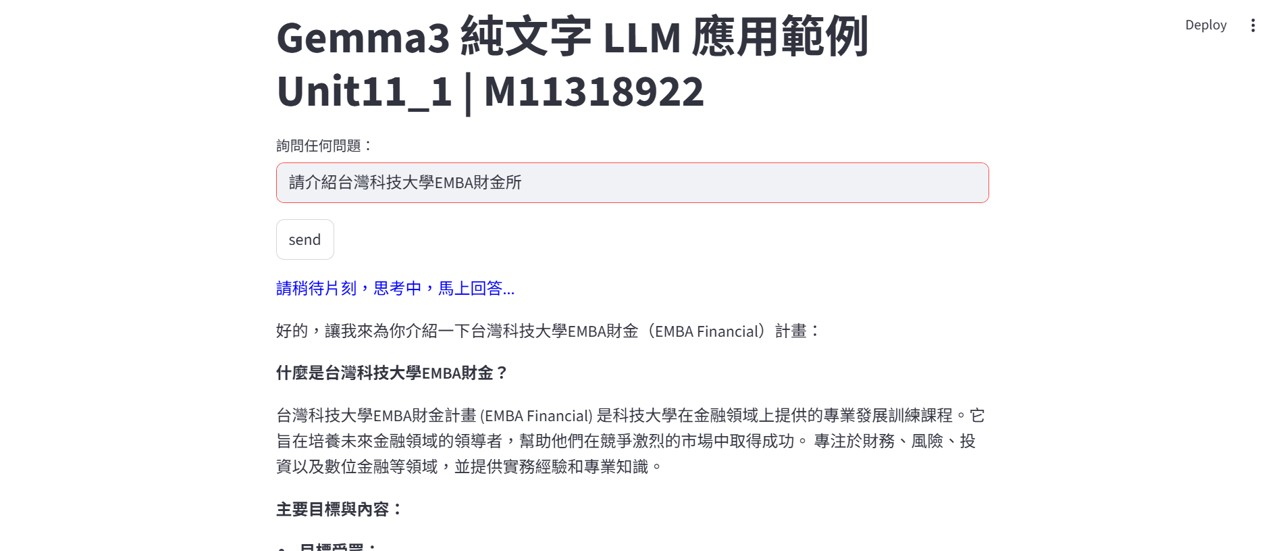 Deploy
Gemma3 純文字 LLM 應用範例
Unit11_1 | M11318922
詢問任何問題：
請介紹台灣科技大學EMBA財金所
send
請稍待片刻，思考中，馬上回答...
好的，讓我來為你介紹一下台灣科技大學EMBA財金（EMBA Financial）計畫：
什麼是台灣科技大學EMBA財金？
台灣科技大學EMBA財金計畫 (EMBA Financial) 是科技大學在金融領域上提供的專業發展訓練課程。它
旨在培養未來金融領域的領導者，幫助他們在競爭激烈的市場中取得成功。 專注於財務、風險、投
資以及數位金融等領域，並提供實務經驗和專業知識。
主要目標與內容：
• 目標受眾：